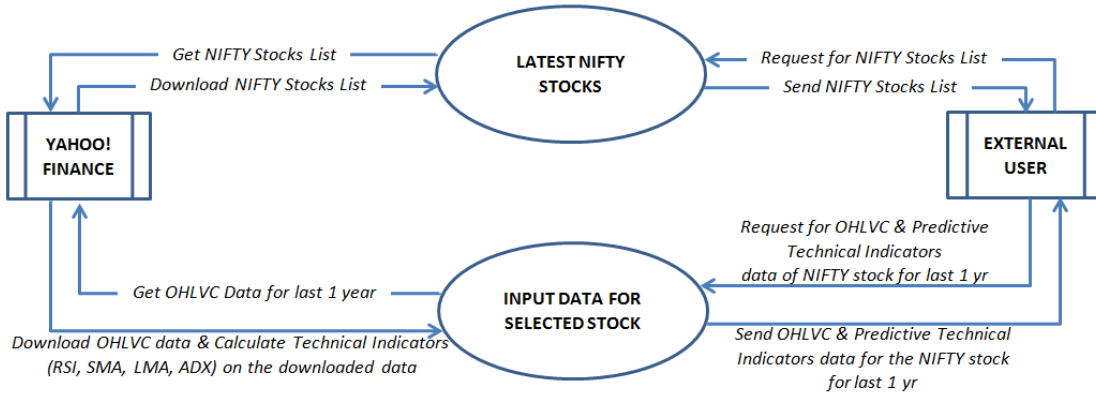 Get NIFTY Stocks List
Download NIFTY Stocks List
LATEST NIFTY
STOCKS
Request for NIFTY Stocks List
Send NIFTY Stocks List
YAHOO!
FINANCE
EXTERNAL
USER
Request for OHLVC & Predictive
Technical Indicators
data of NIFTY stock for last 1 yr
Get OHLVC Data for last 1 year
INPUT DATA FOR
SELECTED STOCK
Download OHLVC data & Calculate Technical Indicators
(RSI, SMA, LMA, ADX) on the downloaded data
Send OHLVC & Predictive Technical
Indicators data for the NIFTY stock
for last 1 yr